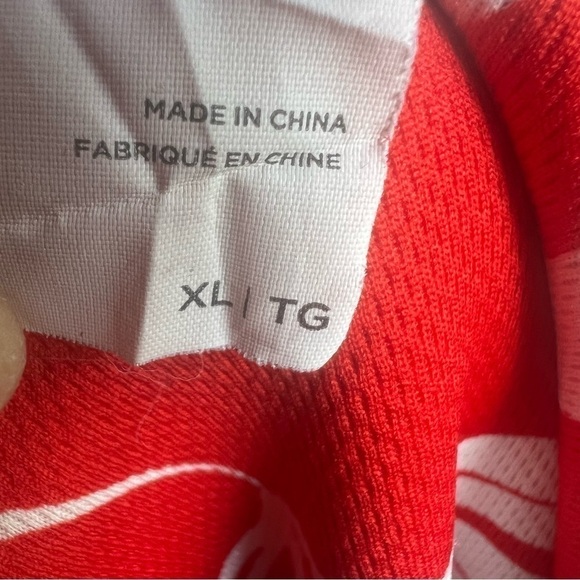 MADE IN CHINA
FABRIQUÉ EN CHINE
XL | TG